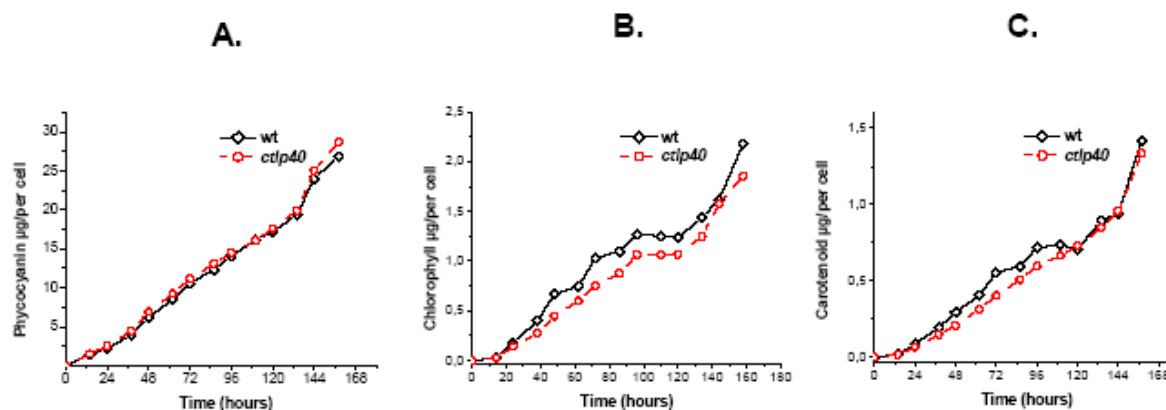 A.
B.
C.
Phycocyanin µg/per cell
30
25
20
15
10
5
0 24 48 72 96 120 144 168
Time (hours)
wt
ctlp40
Chlorophyll µg/per cell
2,5
2,0
1,5
1,0
0,5
0,0
0 20 40 60 80 100 120 140 160 180
Time (hours)
wt
ctlp40
Carotenoid µg/per cell
1,5
1,0
0,5
0,0
0 24 48 72 96 120 144 168
Time (hours)
wt
ctlp40